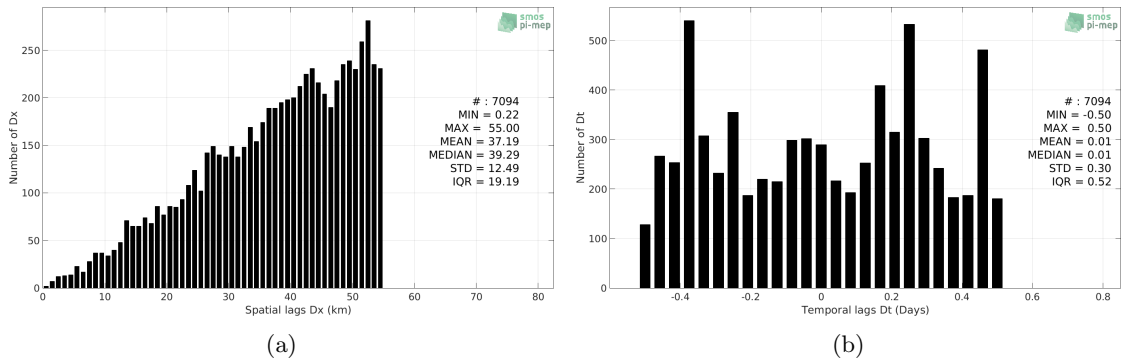 smos
pi-mep
250
200
150
100
50
0
Number of Dx
# : 7094
MIN = 0.22
MAX = 55.00
MEAN = 37.19
MEDIAN = 39.29
STD = 12.49
IQR = 19.19
0 10 20 30 40 50 60 70 80
Spatial lags Dx (km)
(a)
smos
pi-mep
500
400
300
200
100
0
Number of Dt
# : 7094
MIN = -0.50
MAX = 0.50
MEAN = 0.01
MEDIAN = 0.01
STD = 0.30
IQR = 0.52
-0.4 -0.2 0 0.2 0.4 0.6 0.8
Temporal lags Dt (Days)
(b)